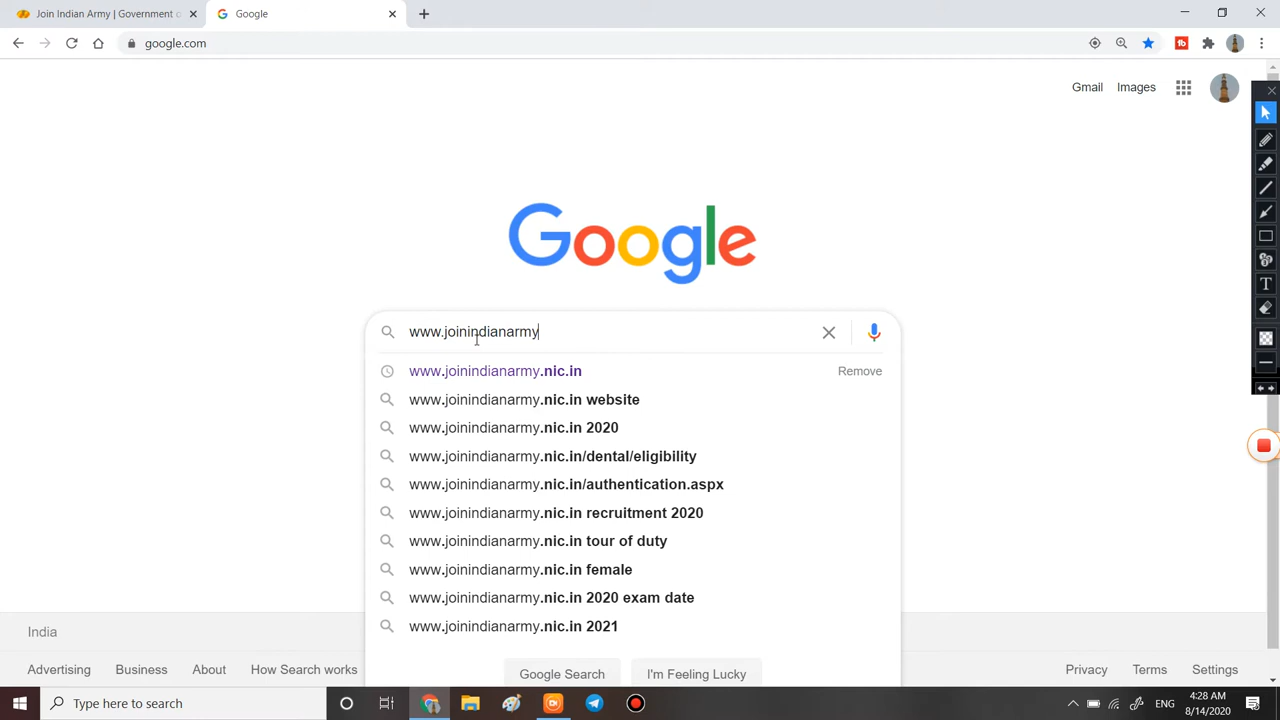 Join Indian Army | Government o
Google
google.com
Gmail
Images
Google
www.joinindianarmy
www.joinindianarmy.nic.in
Remove
www.joinindianarmy.nic.in website
www.joinindianarmy.nic.in 2020
www.joinindianarmy.nic.in/dental/eligibility
www.joinindianarmy.nic.in/authentication.aspx
www.joinindianarmy.nic.in recruitment 2020
www.joinindianarmy.nic.in tour of duty
www.joinindianarmy.nic.in female
www.joinindianarmy.nic.in 2020 exam date
www.joinindianarmy.nic.in 2021
India
Google Search
I'm Feeling Lucky
Advertising
Business
About
How Search works
Privacy
Terms
Settings
Type here to search
ENG
4:28 AM
8/14/2020